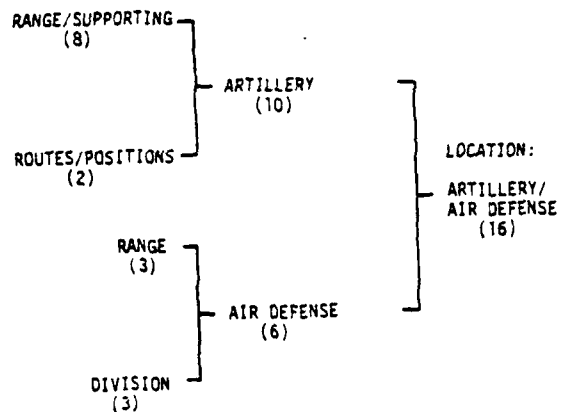 RANGE/SUPPORTING
(8)
ARTILLERY
(10)
ROUTES/POSITIONS
(2)
LOCATION:
ARTILLERY/
AIR DEFENSE
(16)
RANGE
(3)
AIR DEFENSE
(6)
DIVISION
(3)